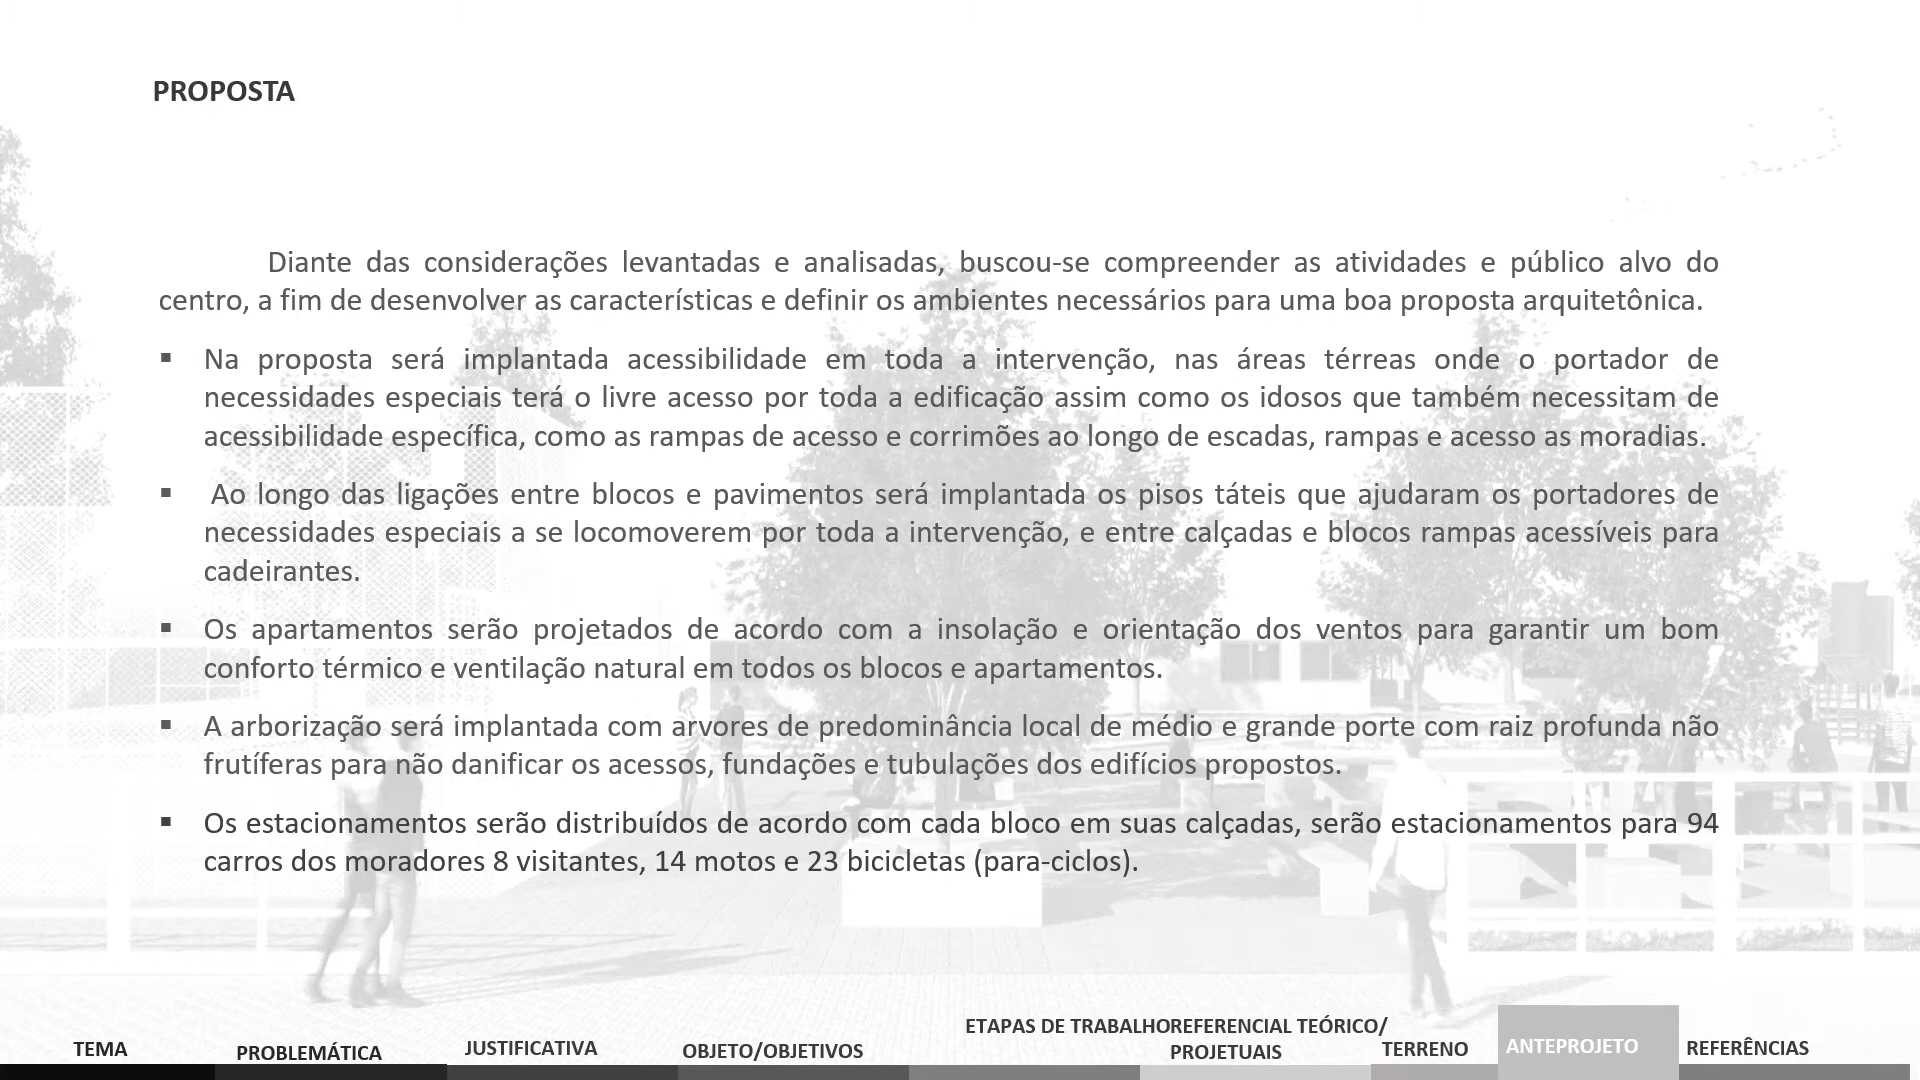 PROPOSTA
Diante das considerações levantadas e analisadas, buscou-se compreender as atividades e público alvo do
centro, a fim de desenvolver as características e definir os ambientes necessários para uma boa proposta arquitetônica.
▪ Na proposta será implantada acessibilidade em toda a intervenção, nas áreas térreas onde o portador de
necessidades especiais terá o livre acesso por toda a edificação assim como os idosos que também necessitam de
acessibilidade específica, como as rampas de acesso e corrimões ao longo de escadas, rampas e acesso as moradias.
▪ Ao longo das ligações entre blocos e pavimentos será implantada os pisos táteis que ajudaram os portadores de
necessidades especiais a se locomoverem por toda a intervenção, e entre calçadas e blocos rampas acessíveis para
cadeirantes.
▪ Os apartamentos serão projetados de acordo com a insolação e orientação dos ventos para garantir um bom
conforto térmico e ventilação natural em todos os blocos e apartamentos.
▪ A arborização será implantada com arvores de predominância local de médio e grande porte com raiz profunda não
frutíferas para não danificar os acessos, fundações e tubulações dos edifícios propostos.
▪ Os estacionamentos serão distribuídos de acordo com cada bloco em suas calçadas, serão estacionamentos para 94
carros dos moradores 8 visitantes, 14 motos e 23 bicicletas (para-ciclos).
TEMA
PROBLEMÁTICA
JUSTIFICATIVA
OBJETO/OBJETIVOS
ETAPAS DE TRABALHO
REFERENCIAL TEÓRICO/
PROJETUAIS
TERRENO
ANTEPROJETO
REFERÊNCIAS